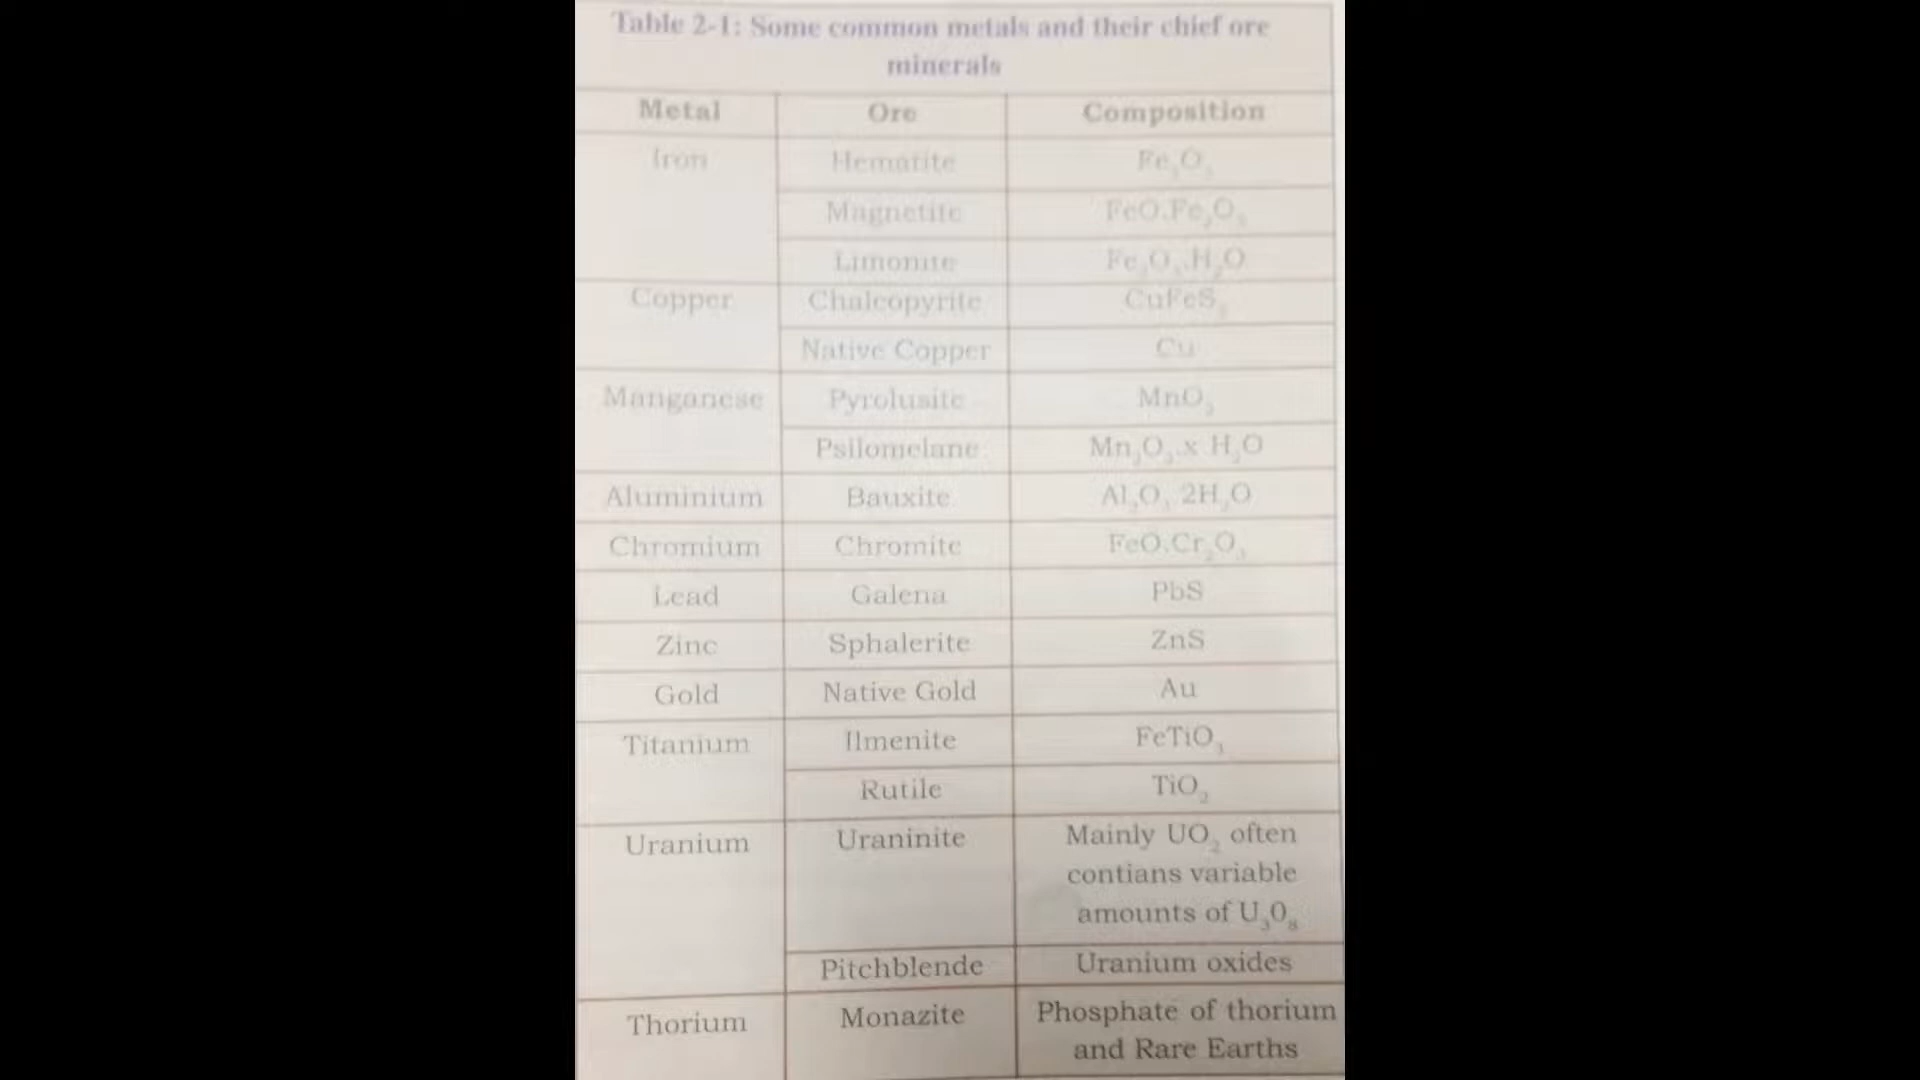 Table 2-1: Some common metals and their chief ore
minerals
Metal Ore Composition
Iron Hematite Fe₂O₃
Magnetite FeO.Fe₂O₃
Limonite Fe₂O₃.H₂O
Copper Chalcopyrite CuFeS₂
Native Copper Cu
Manganese Pyrolusite MnO₂
Psilomelane Mn₂O₃.x H₂O
Aluminium Bauxite Al₂O₃ 2H₂O
Chromium Chromite FeO.Cr₂O₃
Lead Galena PbS
Zinc Sphalerite ZnS
Gold Native Gold Au
Titanium Ilmenite FeTiO₃
Rutile TiO₂
Uranium Uraninite Mainly UO₂ often
contians variable
amounts of U₃0₈
Pitchblende Uranium oxides
Thorium Monazite Phosphate of thorium
and Rare Earths